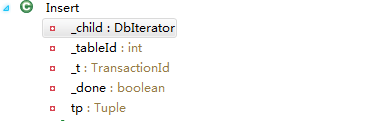 Insert
_child : DbIterator
_tableId : int
_t : TransactionId
_done : boolean
tp : Tuple